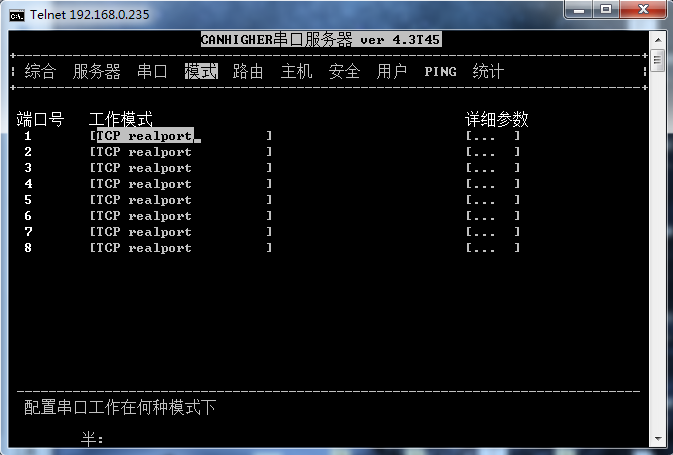 Telnet 192.168.0.235
CANHIGHER串口服务器 ver 4.3T45
综合 服务器 串口 模式 路由 主机 安全 用户 PING 统计
端口号 工作模式 详细参数
1 [TCP realport_ ] [... ]
2 [TCP realport ] [... ]
3 [TCP realport ] [... ]
4 [TCP realport ] [... ]
5 [TCP realport ] [... ]
6 [TCP realport ] [... ]
7 [TCP realport ] [... ]
8 [TCP realport ] [... ]
配置串口工作在何种模式下
半: